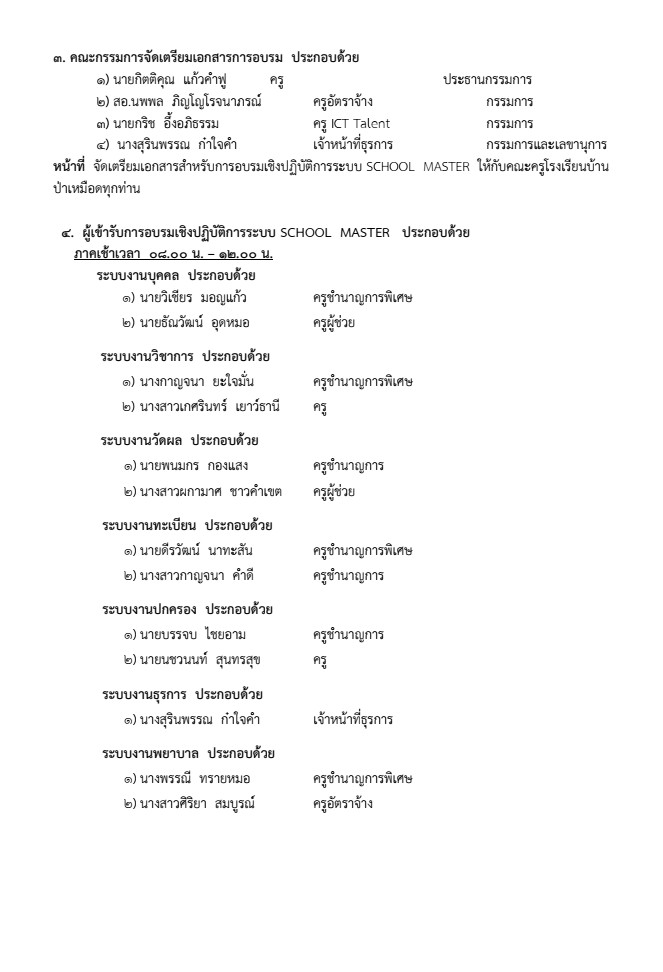 ๓. คณะกรรมการจัดเตรียมเอกสารการอบรม ประกอบด้วย
๑) นายกิตติคุณ แก้วคำฟู ครู ประธานกรรมการ
๒) สอ.นพพล ภิญโญโรจนาภรณ์ ครูอัตราจ้าง กรรมการ
๓) นายกริช อึ้งอภิธรรม ครู ICT Talent กรรมการ
๔) นางสุรินพรรณ ก๋าใจคำ เจ้าหน้าที่ธุรการ กรรมการและเลขานุการ
หน้าที่ จัดเตรียมเอกสารสำหรับการอบรมเชิงปฏิบัติการระบบ SCHOOL MASTER ให้กับคณะครูโรงเรียนบ้าน
ป่าเหมือดทุกท่าน
๔. ผู้เข้ารับการอบรมเชิงปฏิบัติการระบบ SCHOOL MASTER ประกอบด้วย
ภาคเช้าเวลา ๐๘.๐๐ น. – ๑๒.๐๐ น.
ระบบงานบุคคล ประกอบด้วย
๑) นายวิเชียร มอญแก้ว ครูชำนาญการพิเศษ
๒) นายธัณวัฒน์ อุดหมอ ครูผู้ช่วย
ระบบงานวิชาการ ประกอบด้วย
๑) นางกาญจนา ยะใจมั่น ครูชำนาญการพิเศษ
๒) นางสาวเกศรินทร์ เยาว์ธานี ครู
ระบบงานวัดผล ประกอบด้วย
๑) นายพนมกร กองแสง ครูชำนาญการ
๒) นางสาวผกามาศ ชาวคำเขต ครูผู้ช่วย
ระบบงานทะเบียน ประกอบด้วย
๑) นายดีรวัฒน์ นาทะสัน ครูชำนาญการพิเศษ
๒) นางสาวกาญจนา คำดี ครูชำนาญการ
ระบบงานปกครอง ประกอบด้วย
๑) นายบรรจบ ไชยอาม ครูชำนาญการ
๒) นายนชวนนท์ สุนทรสุข ครู
ระบบงานธุรการ ประกอบด้วย
๑) นางสุรินพรรณ ก๋าใจคำ เจ้าหน้าที่ธุรการ
ระบบงานพยาบาล ประกอบด้วย
๑) นางพรรณี ทรายหมอ ครูชำนาญการพิเศษ
๒) นางสาวศิริยา สมบูรณ์ ครูอัตราจ้าง